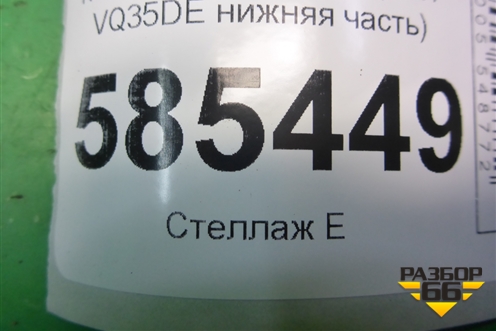 VQ35DE нижняя часть)
585449
Стеллаж Е
РАЗБОР
66